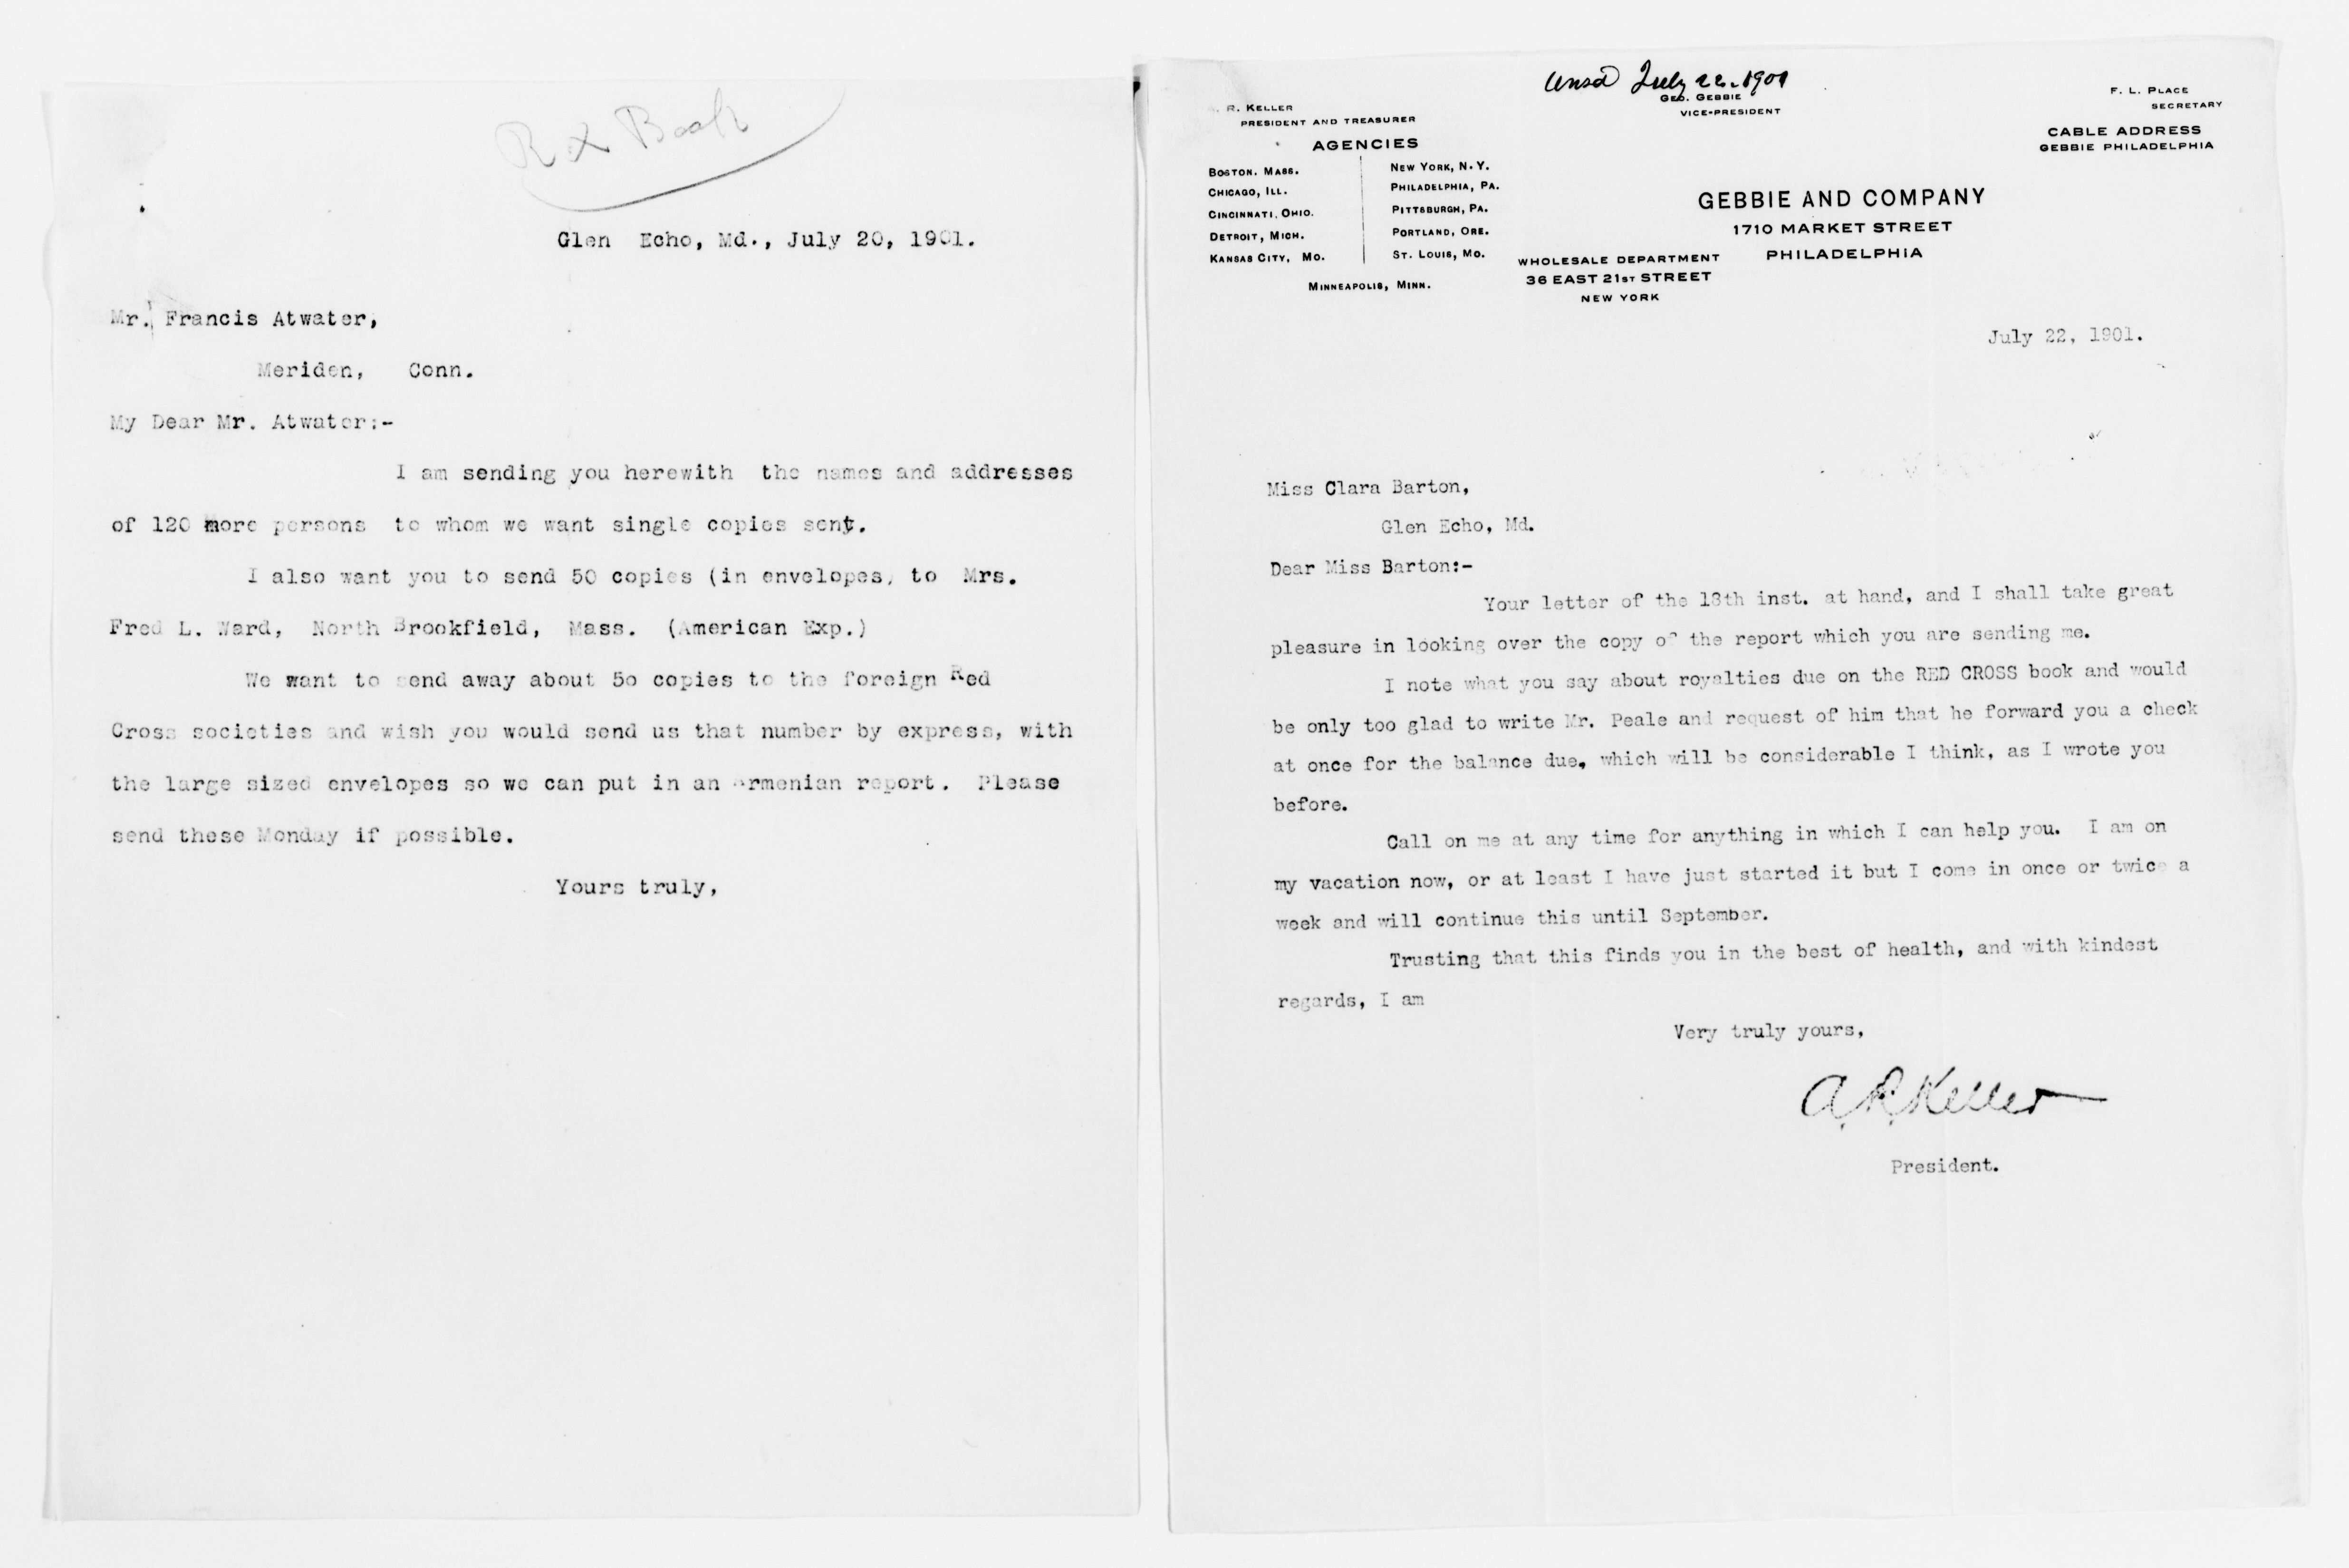 R X Book
Glen Echo, Md., July 20, 1901.
Mr. Francis Atwater,
Meriden, Conn.
My Dear Mr. Atwater:-
I am sending you herewith the names and addresses
of 120 more persons to whom we want single copies sent.
I also want you to send 50 copies (in envelopes, to Mrs.
Fred L. Ward, North Brookfield, Mass. (American Exp.)
We want to send away about 5o copies to the foreign Red
Cross societies and wish you would send us that number by express, with
the large sized envelopes so we can put in an Armenian report. Please
send these Monday if possible.
Yours truly,
Ansd July 22. 1901
R. KELLER
PRESIDENT AND TREASURER
GEO. GEBBIE
VICE-PRESIDENT
F. L. PLACE
SECRETARY
CABLE ADDRESS
GEBBIE PHILADELPHIA
AGENCIES
BOSTON. MASS.
CHICAGO, ILL.
CINCINNATI, OHIO.
DETROIT, MICH.
KANSAS CITY, MO.
NEW YORK, N.Y.
PHILADELPHIA, PA.
PITTSBURGH, PA.
PORTLAND, ORE.
ST. LOUIS, MO.
MINNEAPOLIS, MINN.
GEBBIE AND COMPANY
1710 MARKET STREET
PHILADELPHIA
WHOLESALE DEPARTMENT
36 EAST 21ST STREET
NEW YORK
July 22, 1901.
Miss Clara Barton,
Glen Echo, Md.
Dear Miss Barton:-
Your letter of the 18th inst. at hand, and I shall take great
pleasure in looking over the copy of the report which you are sending me.
I note what you say about royalties due on the RED CROSS book and would
be only too glad to write Mr. Peale and request of him that he forward you a check
at once for the balance due, which will be considerable I think, as I wrote you
before.
Call on me at any time for anything in which I can help you. I am on
my vacation now, or at least I have just started it but I come in once or twice a
week and will continue this until September.
Trusting that this finds you in the best of health, and with kindest
regards, I am
Very truly yours,
A. R. Keller
President.